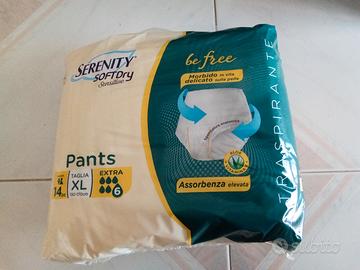 SERENITY
SOFTDRY
Sensitive
be free
Morbido in vita
delicato sulla pelle
Pants
14
TAGLIA
XL
EXTRA
6
ALOE
Assorbenza elevata
TRASPIRANTE
subito